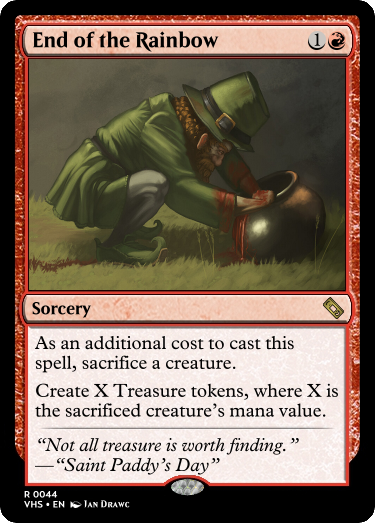 End of the Rainbow 1
Sorcery
As an additional cost to cast this
spell, sacrifice a creature.
Create X Treasure tokens, where X is
the sacrificed creature's mana value.
“Not all treasure is worth finding.”
—“Saint Paddy's Day”
R 0044
VHS • EN Jan Drawc